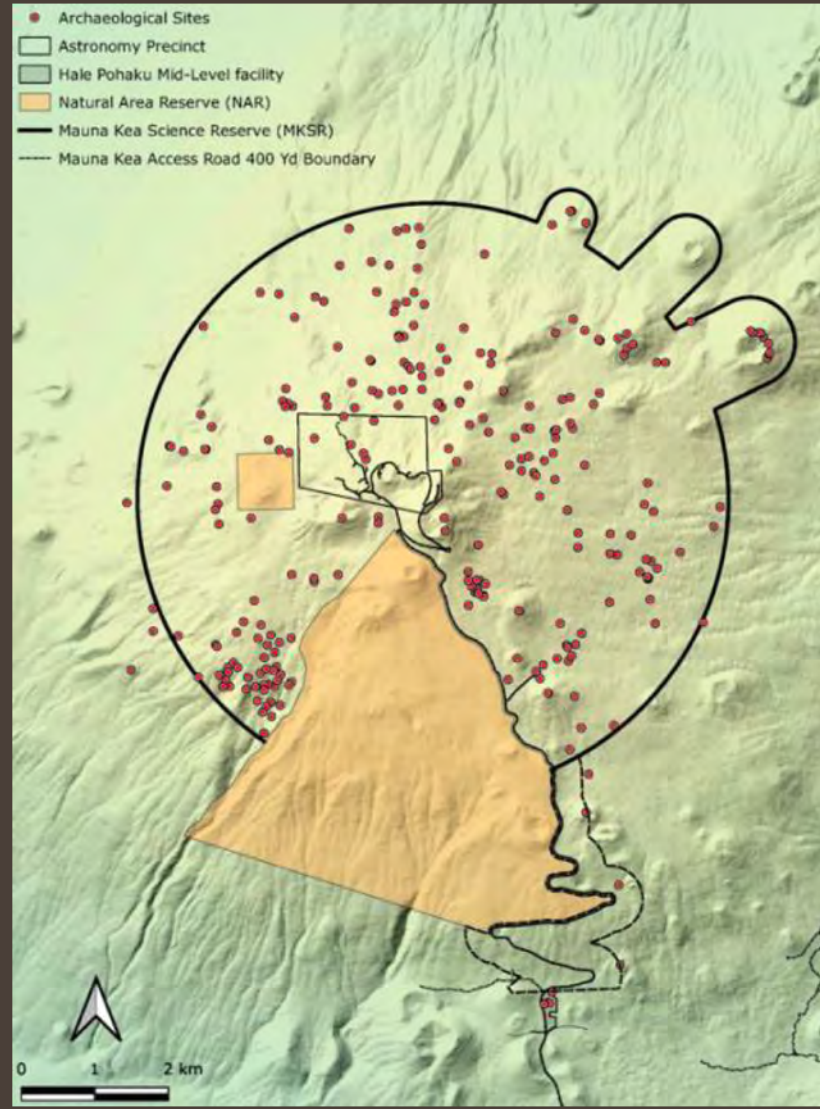 Archaeological Sites
Astronomy Precinct
Hale Pohaku Mid-Level facility
Natural Area Reserve (NAR)
Mauna Kea Science Reserve (MKSR)
Mauna Kea Access Road 400 Yd Boundary
0 1 2 km